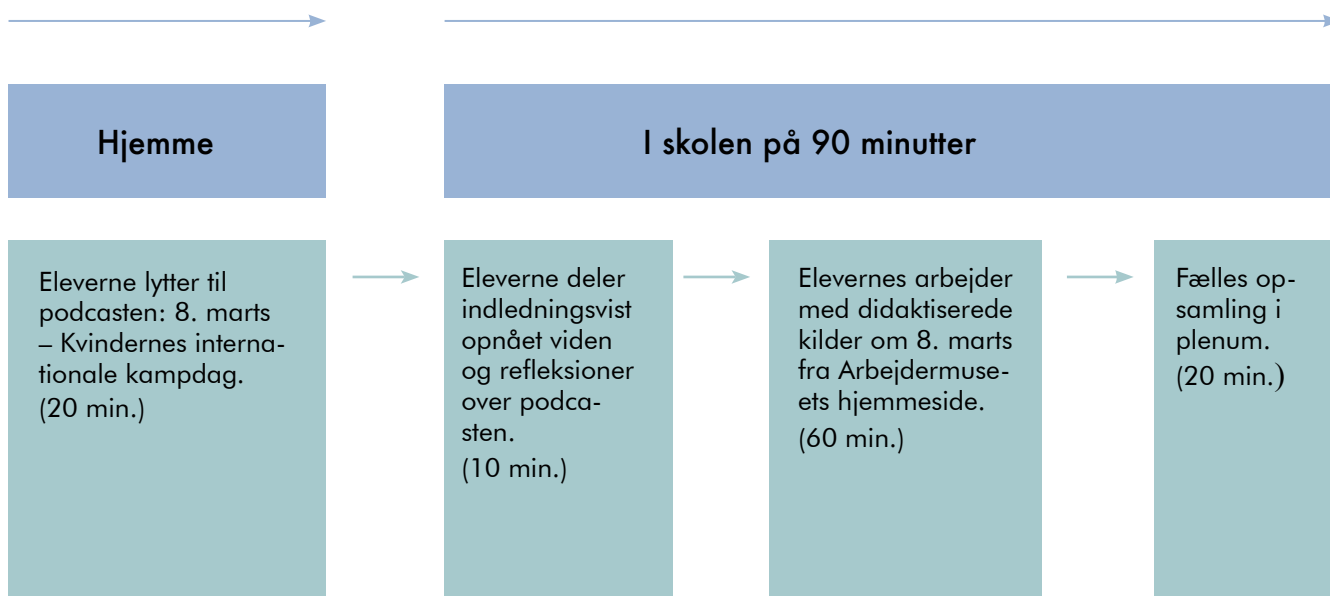 Hjemme
I skolen på 90 minutter
Eleverne lytter til
podcasten: 8. marts
– Kvindernes interna-
tionale kampdag.
(20 min.)
Eleverne deler
indledningsvist
opnået viden
og refleksioner
over podca-
sten.
(10 min.)
Elevernes arbejder
med didaktiserede
kilder om 8. marts
fra Arbejdermuse-
ets hjemmeside.
(60 min.)
Fælles op-
samling i
plenum.
(20 min.)